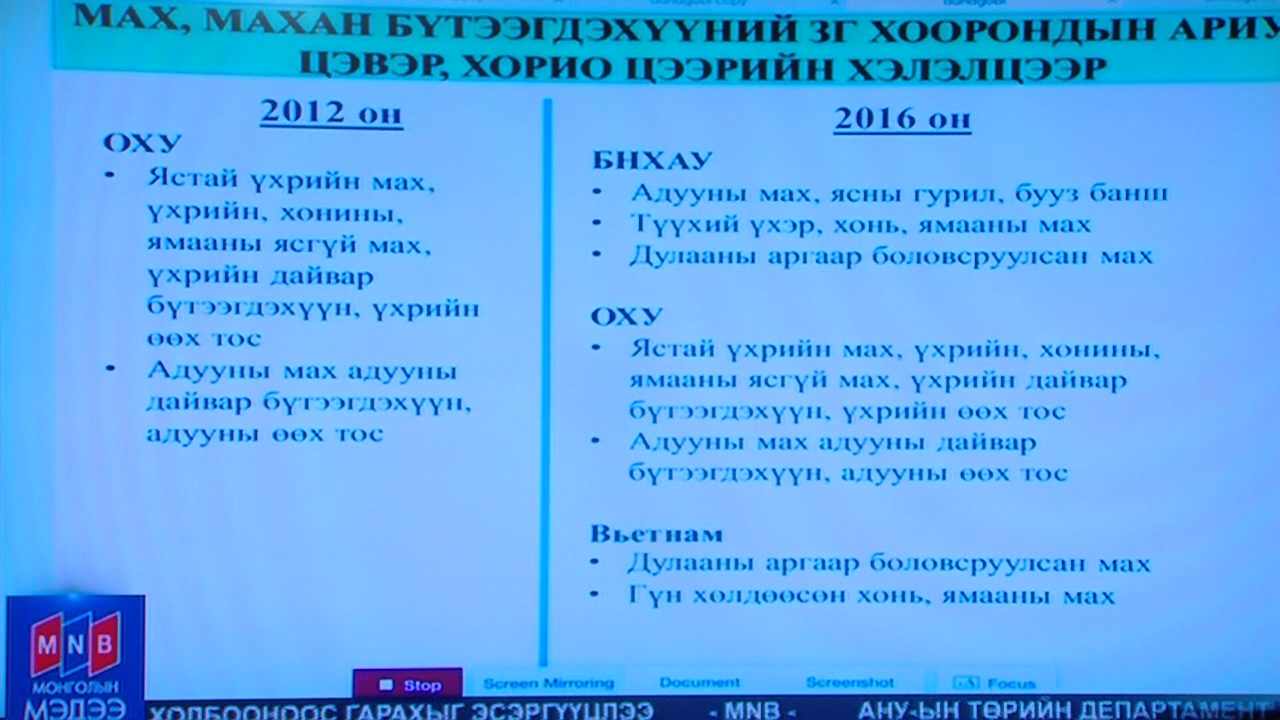 МАХ, МАХАН БҮТЭЭГДЭХҮҮНИЙ ЗГ ХООРОНДЫН АРИУ
ЦЭВЭР, ХОРИО ЦЭЭРИЙН ХЭЛЭЛЦЭЭР
2012 он
ОХУ
• Ястай үхрийн мах,
үхрийн, хонины,
ямааны ясгүй мах,
үхрийн дайвар
бүтээгдэхүүн, үхрийн
өөх тос
• Адууны мах адууны
дайвар бүтээгдэхүүн,
адууны өөх тос
2016 он
БНХАУ
• Адууны мах, ясны гурил, бууз банш
• Түүхий үхэр, хонь, ямааны мах
• Дулааны аргаар боловсруулсан мах
ОХУ
• Ястай үхрийн мах, үхрийн, хонины,
ямааны ясгүй мах, үхрийн дайвар
бүтээгдэхүүн, үхрийн өөх тос
• Адууны мах адууны дайвар
бүтээгдэхүүн, адууны өөх тос
Вьетнам
• Дулааны аргаар боловсруулсан мах
• Гүн хөлдөөсөн хонь, ямааны мах
Stop Screen Mirroring Document Screenshot Focus
MNB
МОНГОЛЫН
МЭДЭЭ
ХОЛБООНООС ГАРАХЫГ ЭСЭРГҮҮЦЛЭЭ - MNB - АНУ-ЫН ТӨРИЙН ДЕПАРТАМЕНТ